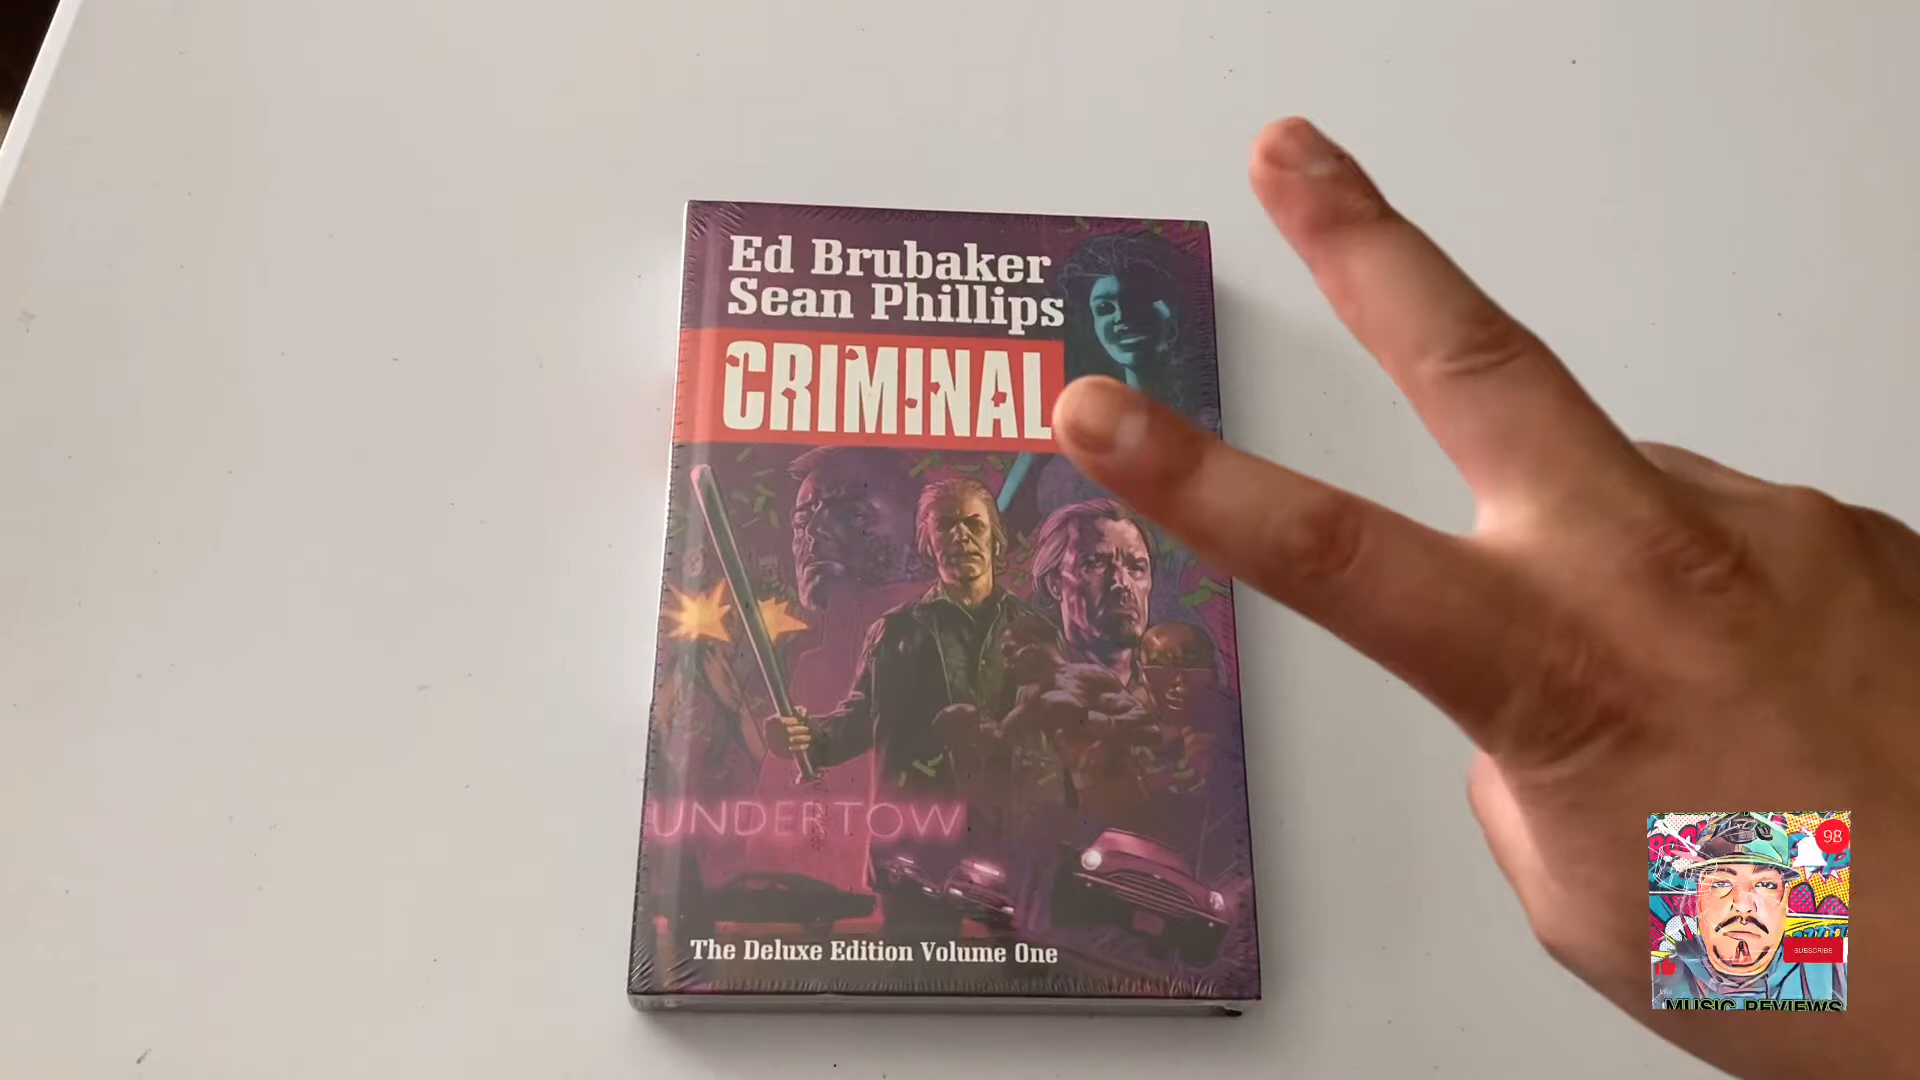 Ed Brubaker
Sean Phillips
CRIMINAL
UNDERTOW
The Deluxe Edition Volume One
98
SUBSCRIBE
MUSIC REVIEWS